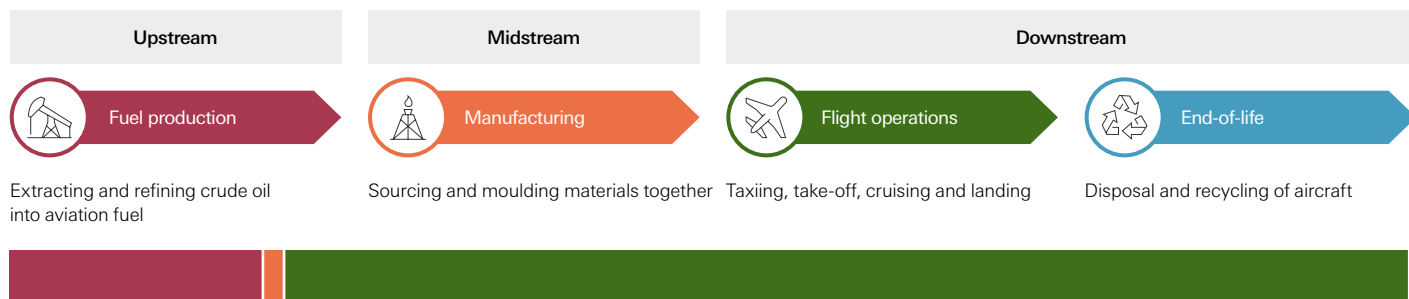 Upstream
Midstream
Downstream
Fuel production
Manufacturing
Flight operations
End-of-life
Extracting and refining crude oil
into aviation fuel
Sourcing and moulding materials together
Taxiing, take-off, cruising and landing
Disposal and recycling of aircraft